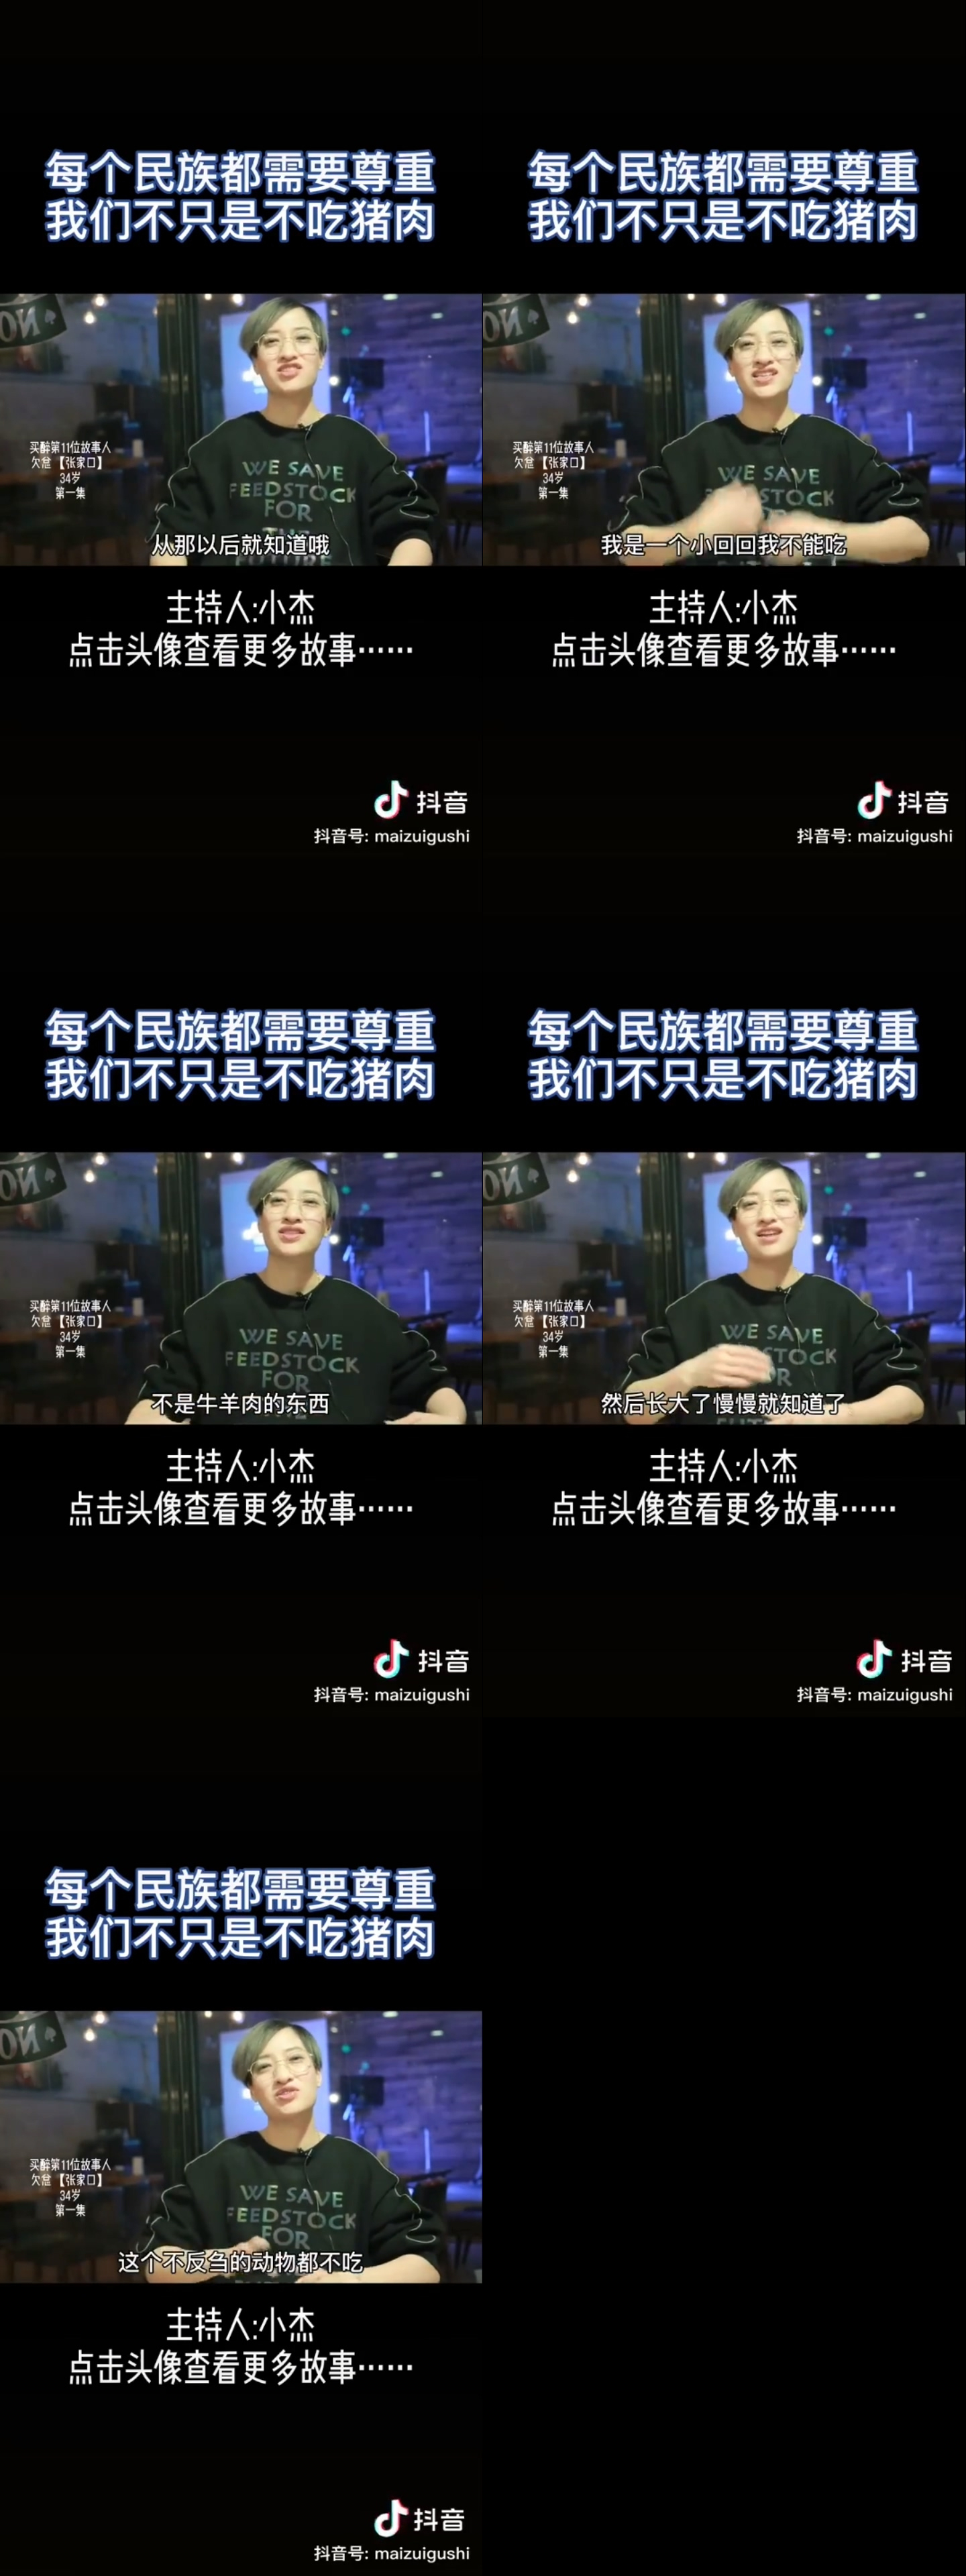 每个民族都需要尊重
我们不只是不吃猪肉
买醉第11位故事人
欠怠【张家口】
34岁
第一集
WE SAVE
FEEDSTOCK
FOR
THE
FUTURE
从那以后就知道哦
主持人:小杰
点击头像查看更多故事……
抖音
抖音号: maizuigushi
每个民族都需要尊重
我们不只是不吃猪肉
买醉第11位故事人
欠怠【张家口】
34岁
第一集
WE SAVE
STOCK
FOR
我是一个小回回我不能吃
主持人:小杰
点击头像查看更多故事……
抖音
抖音号: maizuigushi
每个民族都需要尊重
我们不只是不吃猪肉
买醉第11位故事人
欠怠【张家口】
34岁
第一集
WE SAVE
FEEDSTOCK
FOR
不是牛羊肉的东西
主持人:小杰
点击头像查看更多故事……
抖音
抖音号: maizuigushi
每个民族都需要尊重
我们不只是不吃猪肉
买醉第11位故事人
欠怠【张家口】
34岁
第一集
WE SAVE
STOCK
FOR
然后长大了慢慢就知道了
主持人:小杰
点击头像查看更多故事……
抖音
抖音号: maizuigushi
每个民族都需要尊重
我们不只是不吃猪肉
买醉第11位故事人
欠怠【张家口】
34岁
第一集
WE SAVE
FEEDSTOCK
FOR
这个不反刍的动物都不吃
主持人:小杰
点击头像查看更多故事……
抖音
抖音号: maizuigushi